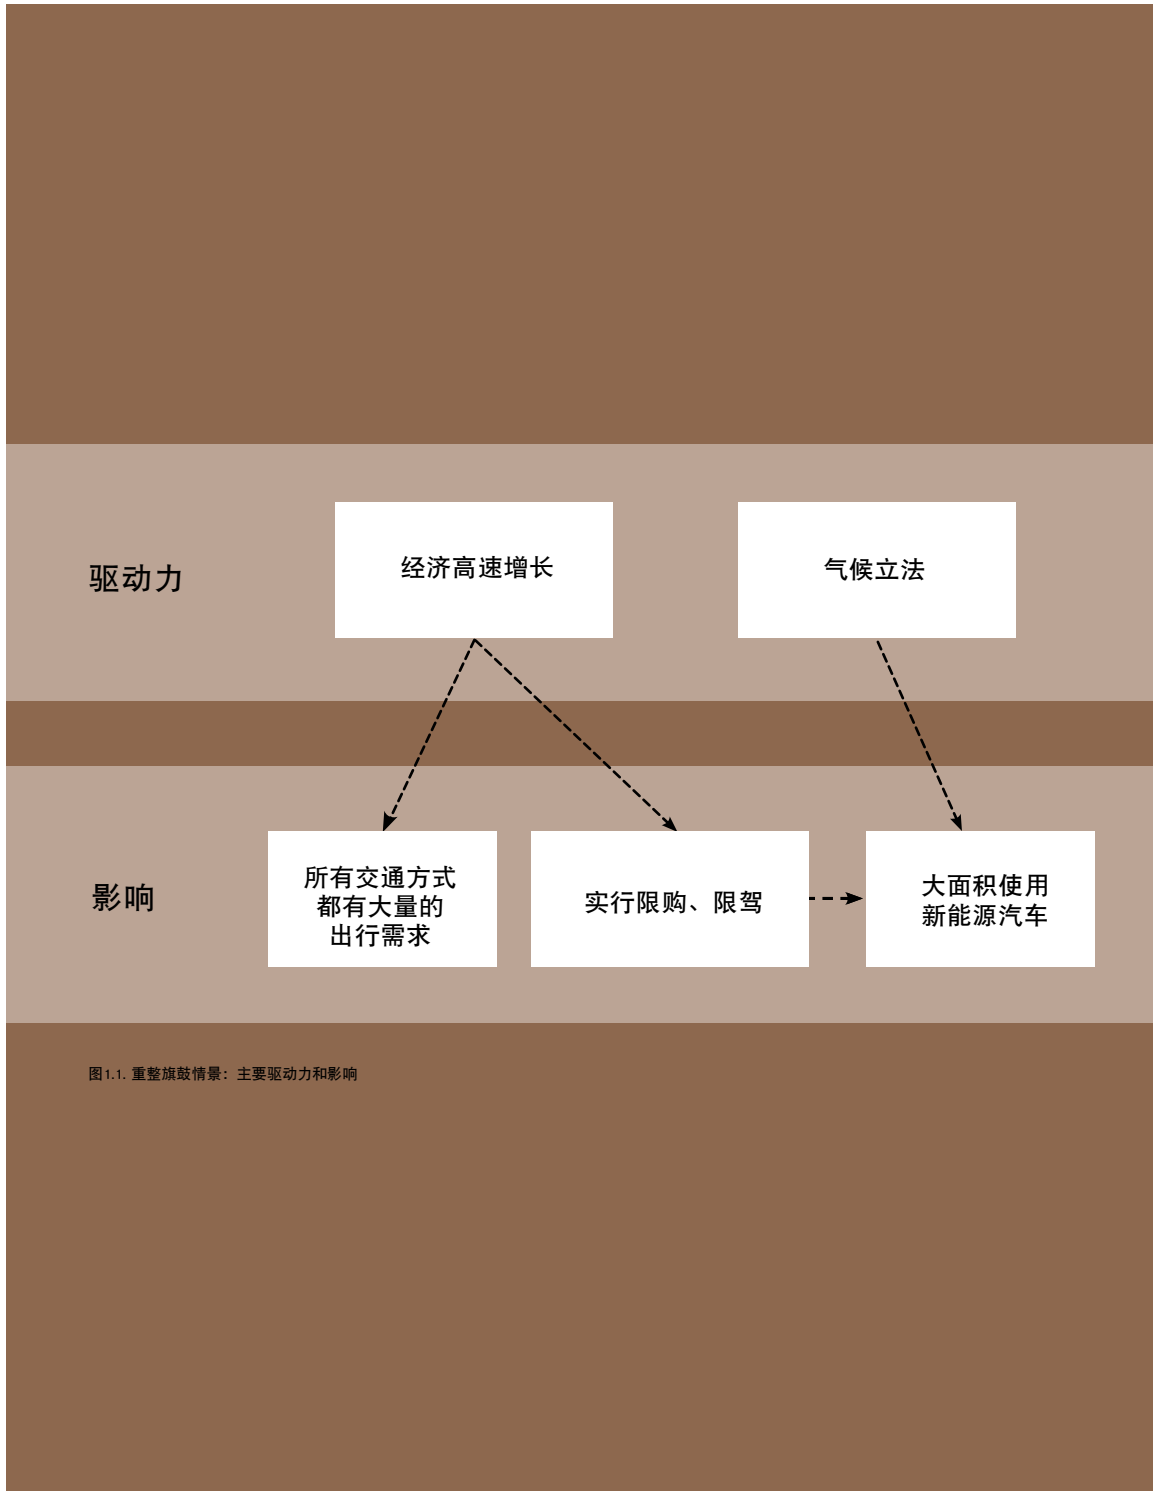 驱动力
经济高速增长
气候立法
影响
所有交通方式
都有大量的
出行需求
实行限购、限驾
大面积使用
新能源汽车
图1.1. 重整旗鼓情景：主要驱动力和影响